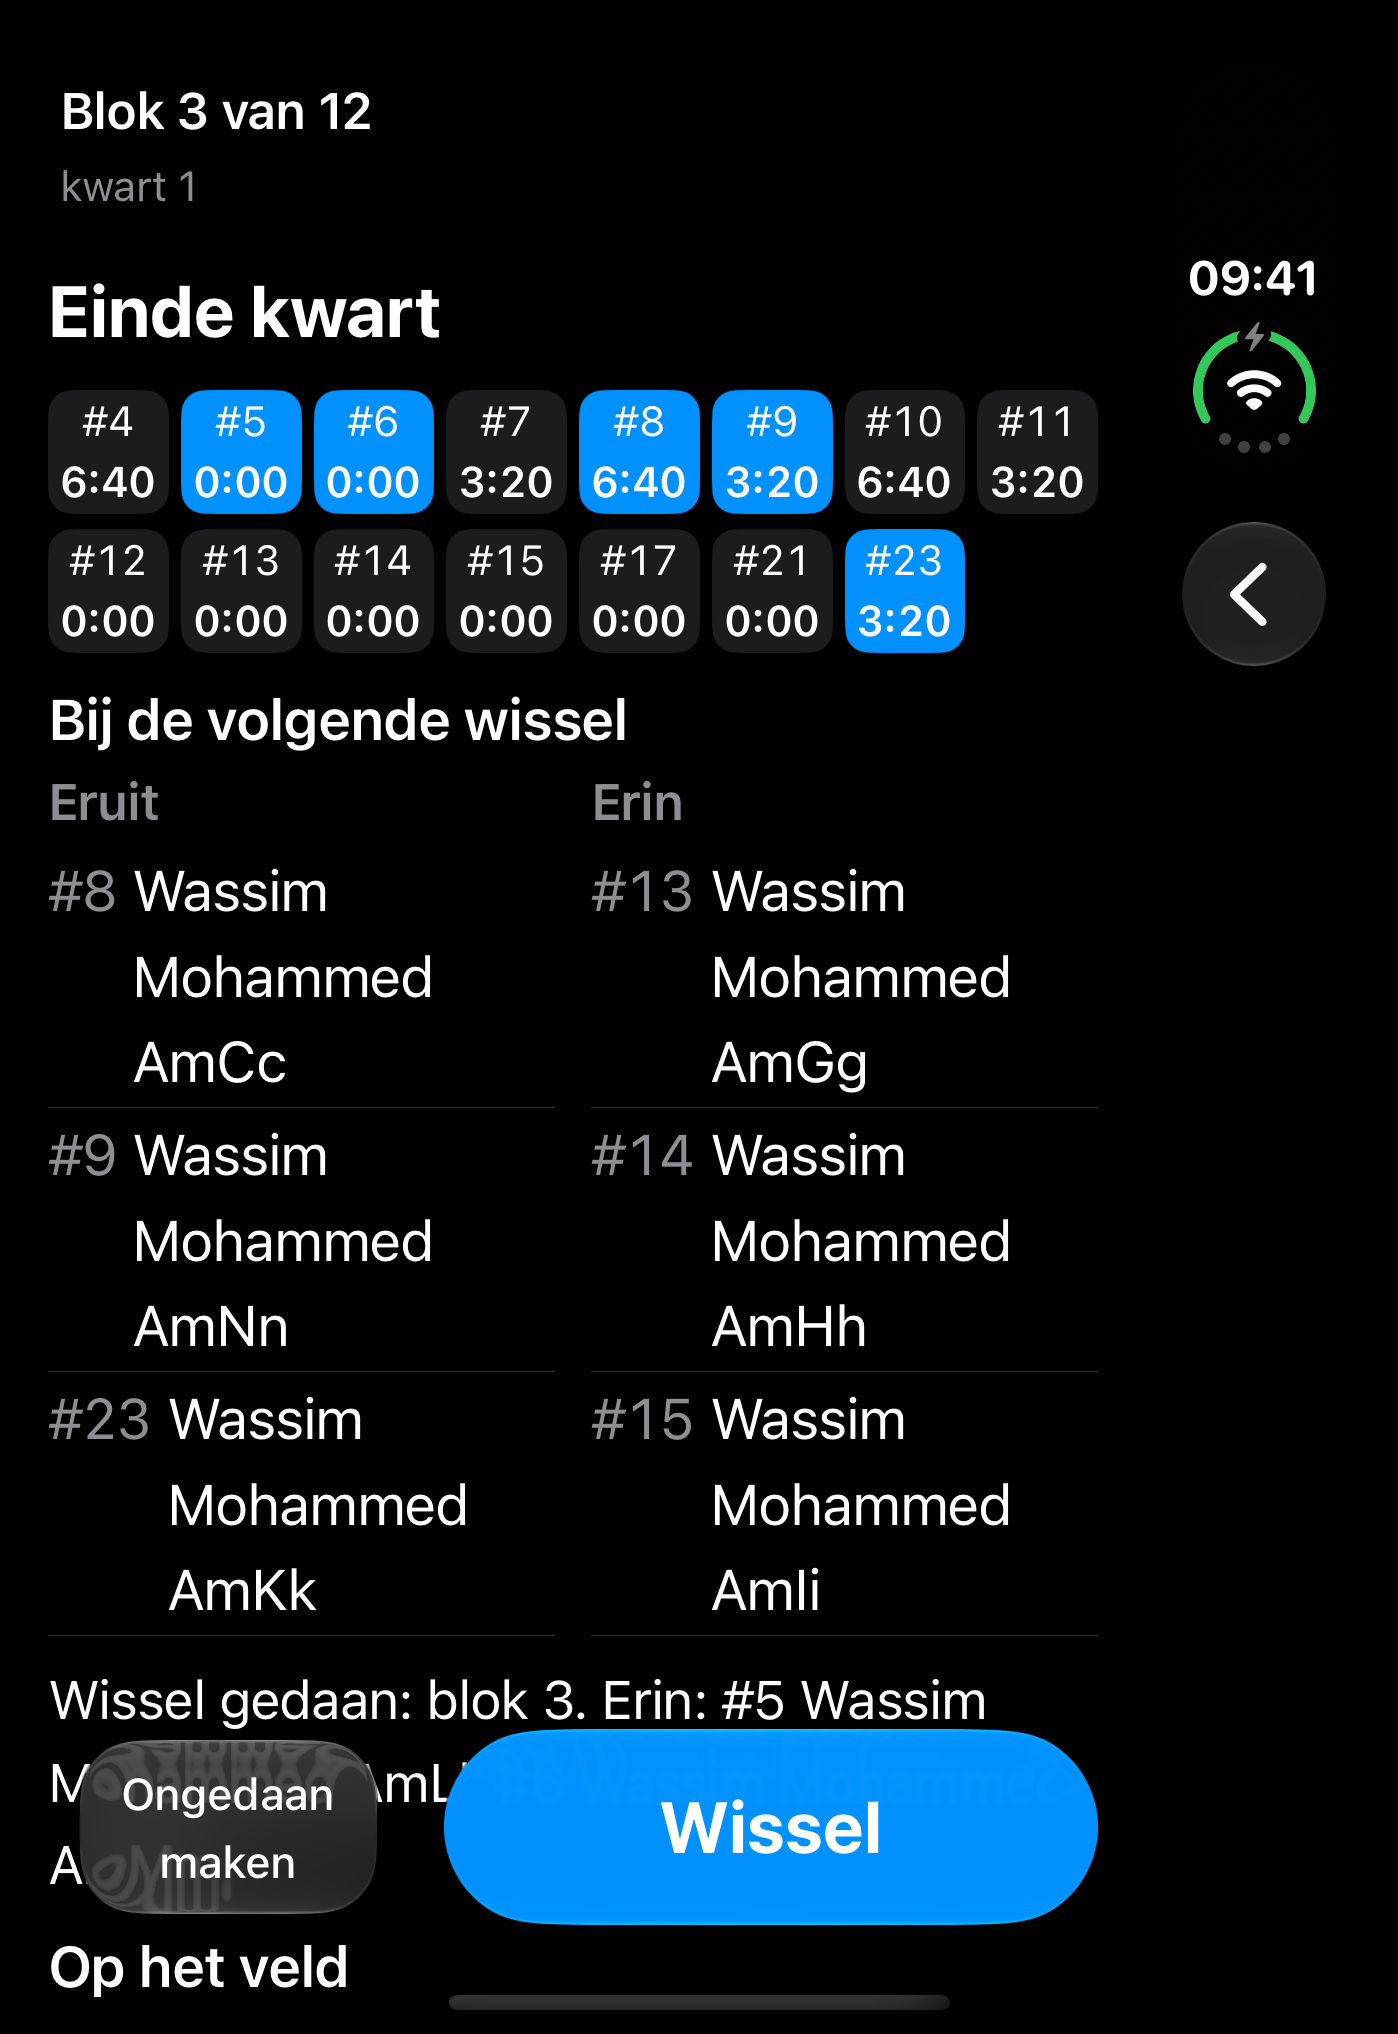 Blok 3 van 12
kwart 1
09:41
Einde kwart
#4 #5 #6 #7 #8 #9 #10 #11
6:40 0:00 0:00 3:20 6:40 3:20 6:40 3:20
#12 #13 #14 #15 #17 #21 #23
0:00 0:00 0:00 0:00 0:00 0:00 3:20
Bij de volgende wissel
Eruit Erin
#8 Wassim #13 Wassim
Mohammed Mohammed
AmCc AmGg
#9 Wassim #14 Wassim
Mohammed Mohammed
AmNn AmHh
#23 Wassim #15 Wassim
Mohammed Mohammed
AmKk AmIi
Wissel gedaan: blok 3. Erin: #5 Wassim
Ongedaan
maken
Wissel
Op het veld